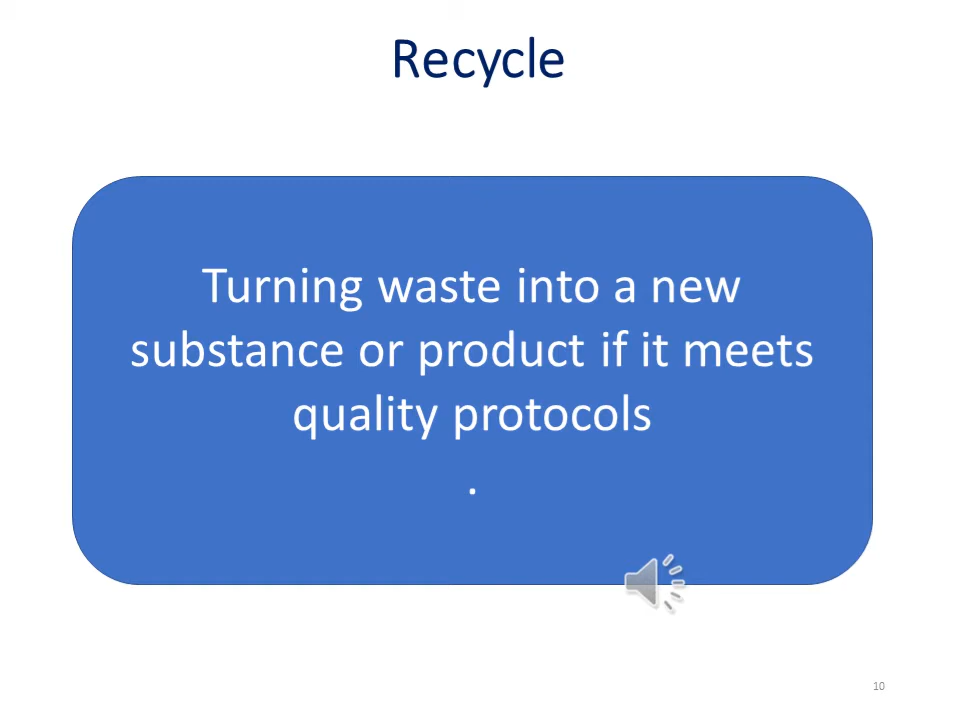 Recycle
Turning waste into a new
substance or product if it meets
quality protocols
.
10